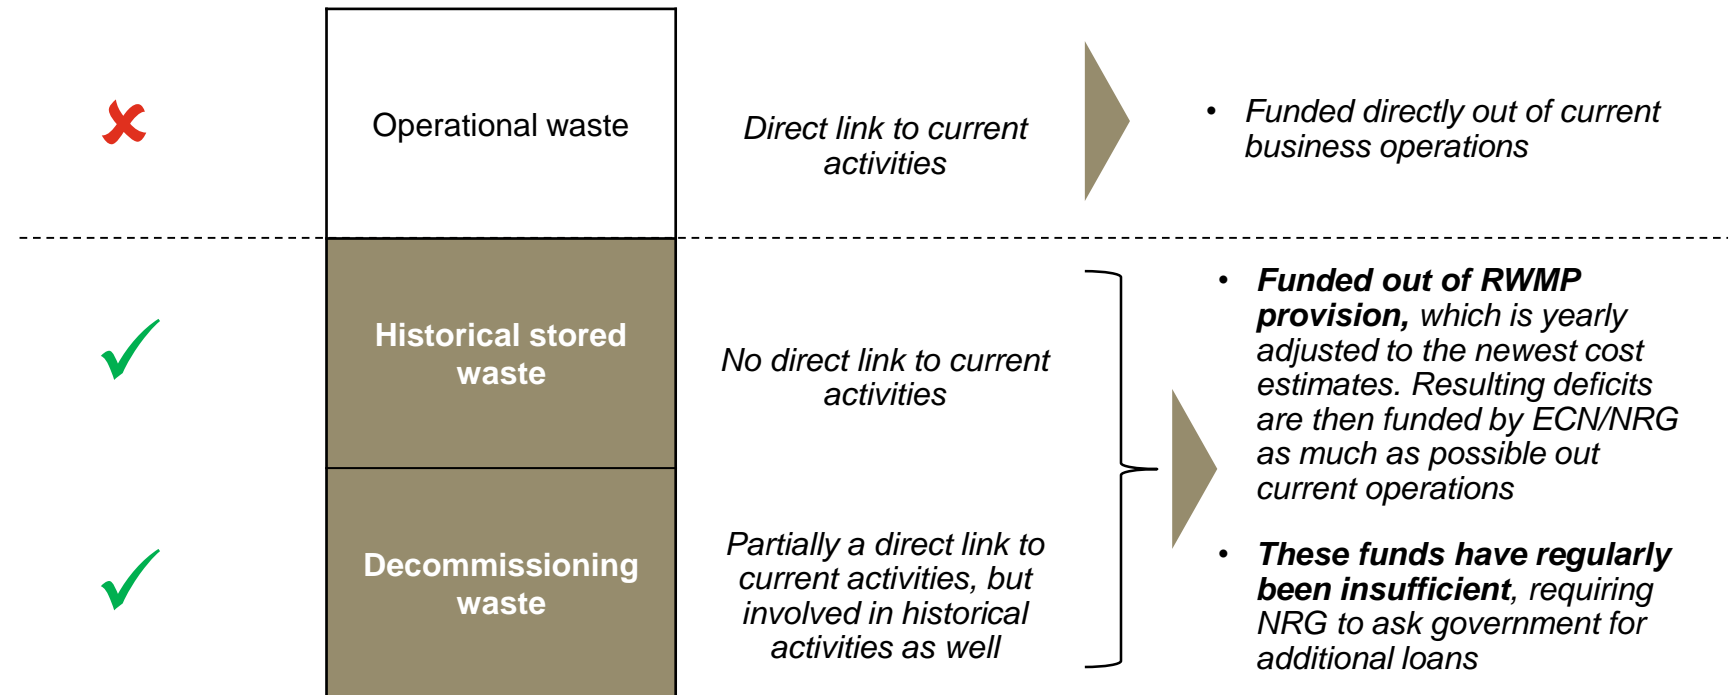 Operational waste
Direct link to current
activities
• Funded directly out of current
business operations
Historical stored
waste
No direct link to current
activities
Decommissioning
waste
Partially a direct link to
current activities, but
involved in historical
activities as well
• Funded out of RWMP
provision, which is yearly
adjusted to the newest cost
estimates. Resulting deficits
are then funded by ECN/NRG
as much as possible out
current operations
• These funds have regularly
been insufficient, requiring
NRG to ask government for
additional loans